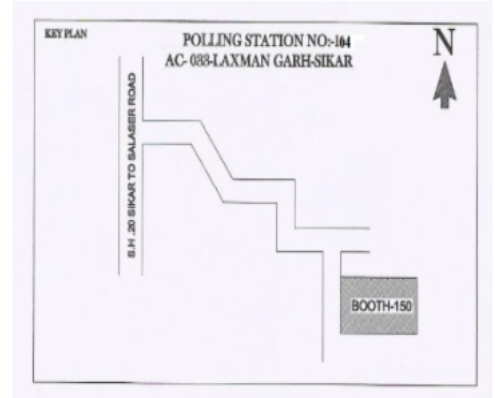 KEY PLAN
POLLING STATION NO:-104
AC- 033-LAXMAN GARH-SIKAR
N
S.H .20 SIKAR TO SALASER ROAD
BOOTH-150